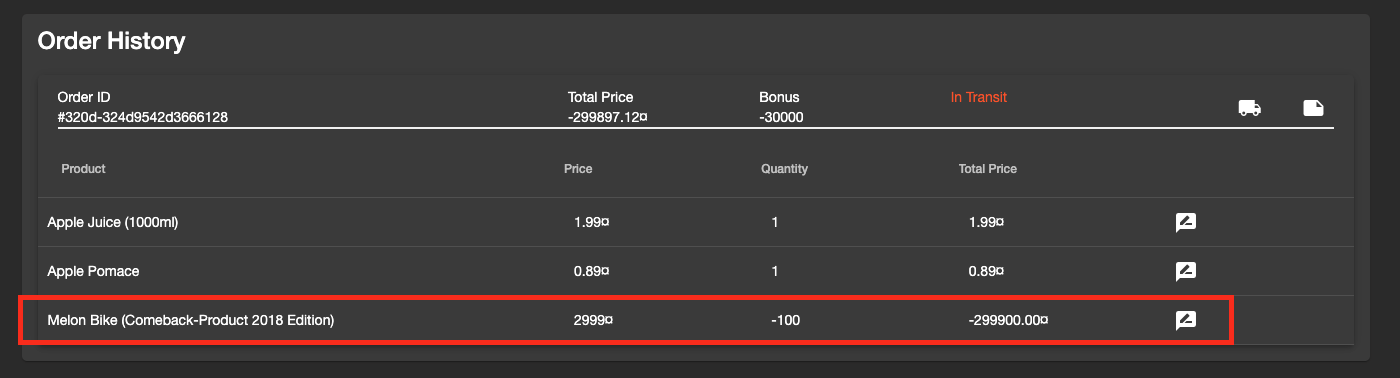 Order History
Order ID Total Price Bonus In Transit
#320d-324d9542d3666128 -299897.12¤ -30000
Product Price Quantity Total Price
Apple Juice (1000ml) 1.99¤ 1 1.99¤
Apple Pomace 0.89¤ 1 0.89¤
Melon Bike (Comeback-Product 2018 Edition) 2999¤ -100 -299900.00¤